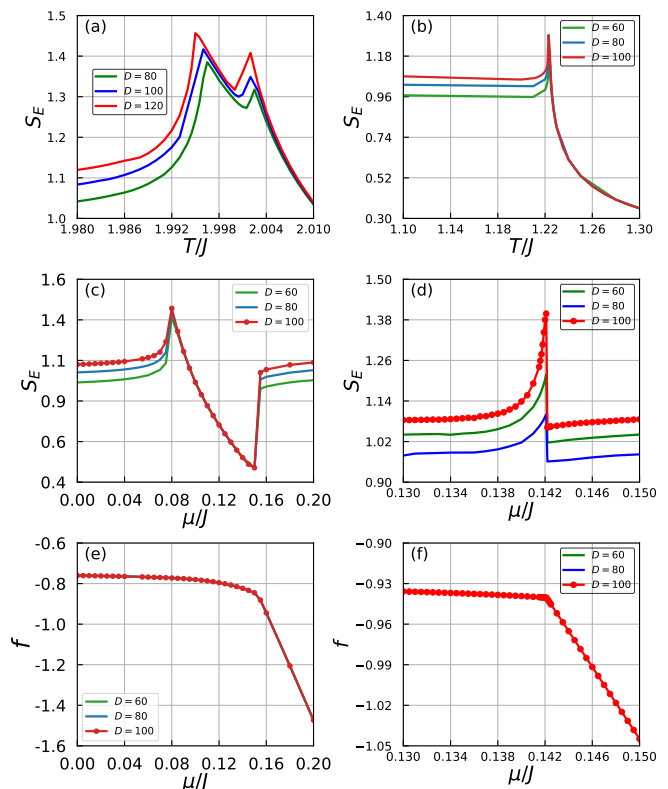 (a)
D = 80
D = 100
D = 120
S_E
1.5
1.4
1.3
1.2
1.1
1.0
1.980 1.986 1.992 1.998 2.004 2.010
T/J
(b)
D = 60
D = 80
D = 100
S_E
1.40
1.18
0.96
0.74
0.52
0.30
1.10 1.14 1.18 1.22 1.26 1.30
T/J
(c)
D = 60
D = 80
D = 100
S_E
1.6
1.4
1.1
0.9
0.6
0.4
0.00 0.04 0.08 0.12 0.16 0.20
μ/J
(d)
D = 60
D = 80
D = 100
S_E
1.50
1.38
1.26
1.14
1.02
0.90
0.130 0.134 0.138 0.142 0.146 0.150
μ/J
(e)
D = 60
D = 80
D = 100
f
-0.4
-0.6
-0.8
-1.0
-1.2
-1.4
-1.6
0.00 0.04 0.08 0.12 0.16 0.20
μ/J
(f)
D = 60
D = 80
D = 100
f
−0.90
−0.93
−0.96
−0.99
−1.02
−1.05
0.130 0.134 0.138 0.142 0.146 0.150
μ/J